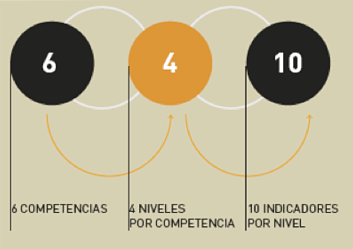 6
4
10
6 COMPETENCIAS
4 NIVELES
POR COMPETENCIA
10 INDICADORES
POR NIVEL